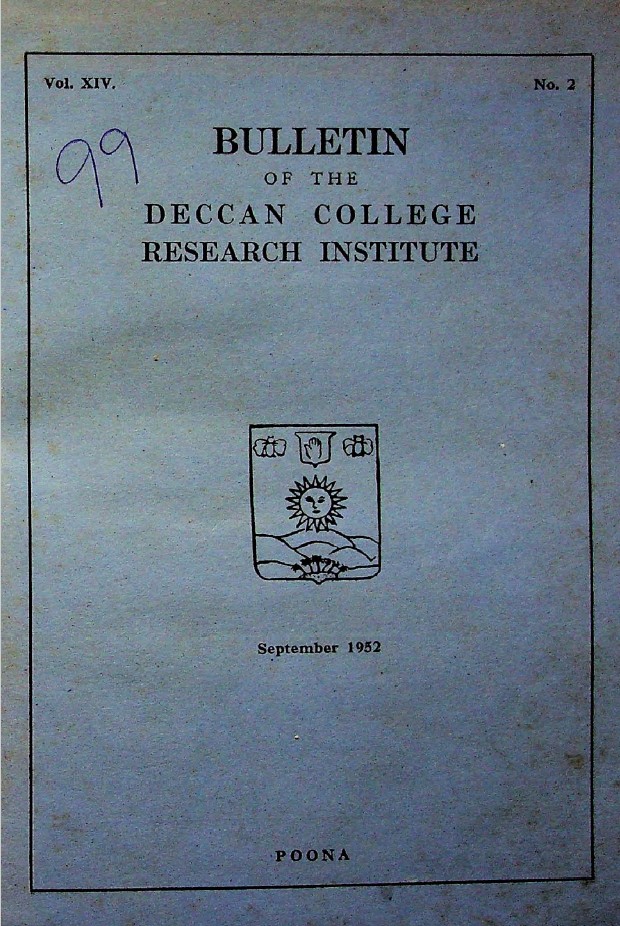 Vol. XIV. No. 2
99
BULLETIN
OF THE
DECCAN COLLEGE
RESEARCH INSTITUTE
September 1952
POONA